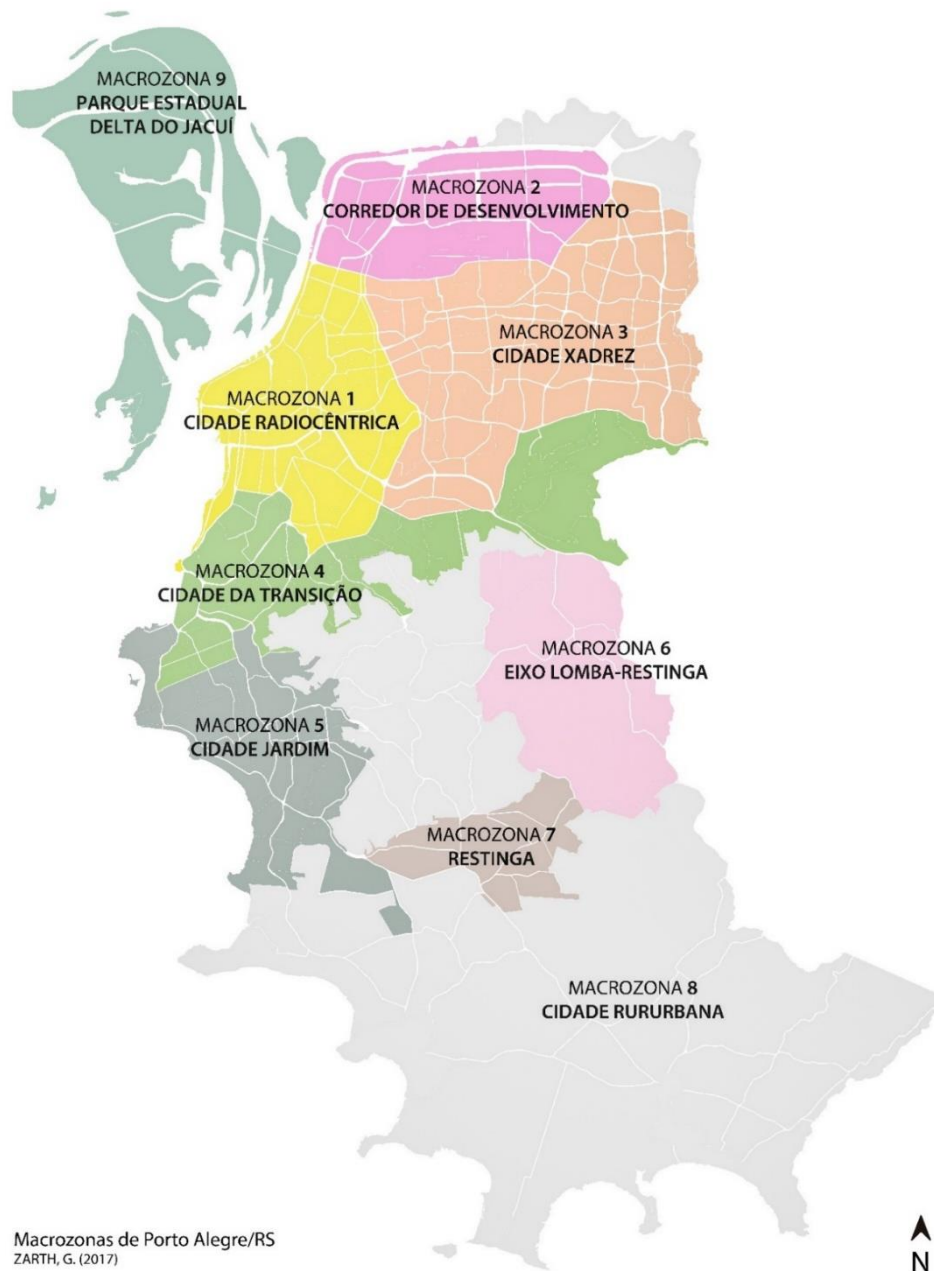 MACROZONA 9
PARQUE ESTADUAL
DELTA DO JACUÍ
MACROZONA 2
CORREDOR DE DESENVOLVIMENTO
MACROZONA 3
CIDADE XADREZ
MACROZONA 1
CIDADE RADIOCÊNTRICA
MACROZONA 4
CIDADE DA TRANSIÇÃO
MACROZONA 6
EIXO LOMBA-RESTINGA
MACROZONA 5
CIDADE JARDIM
MACROZONA 7
RESTINGA
MACROZONA 8
CIDADE RURURBANA
Macrozonas de Porto Alegre/RS
ZARTH, G. (2017)
N